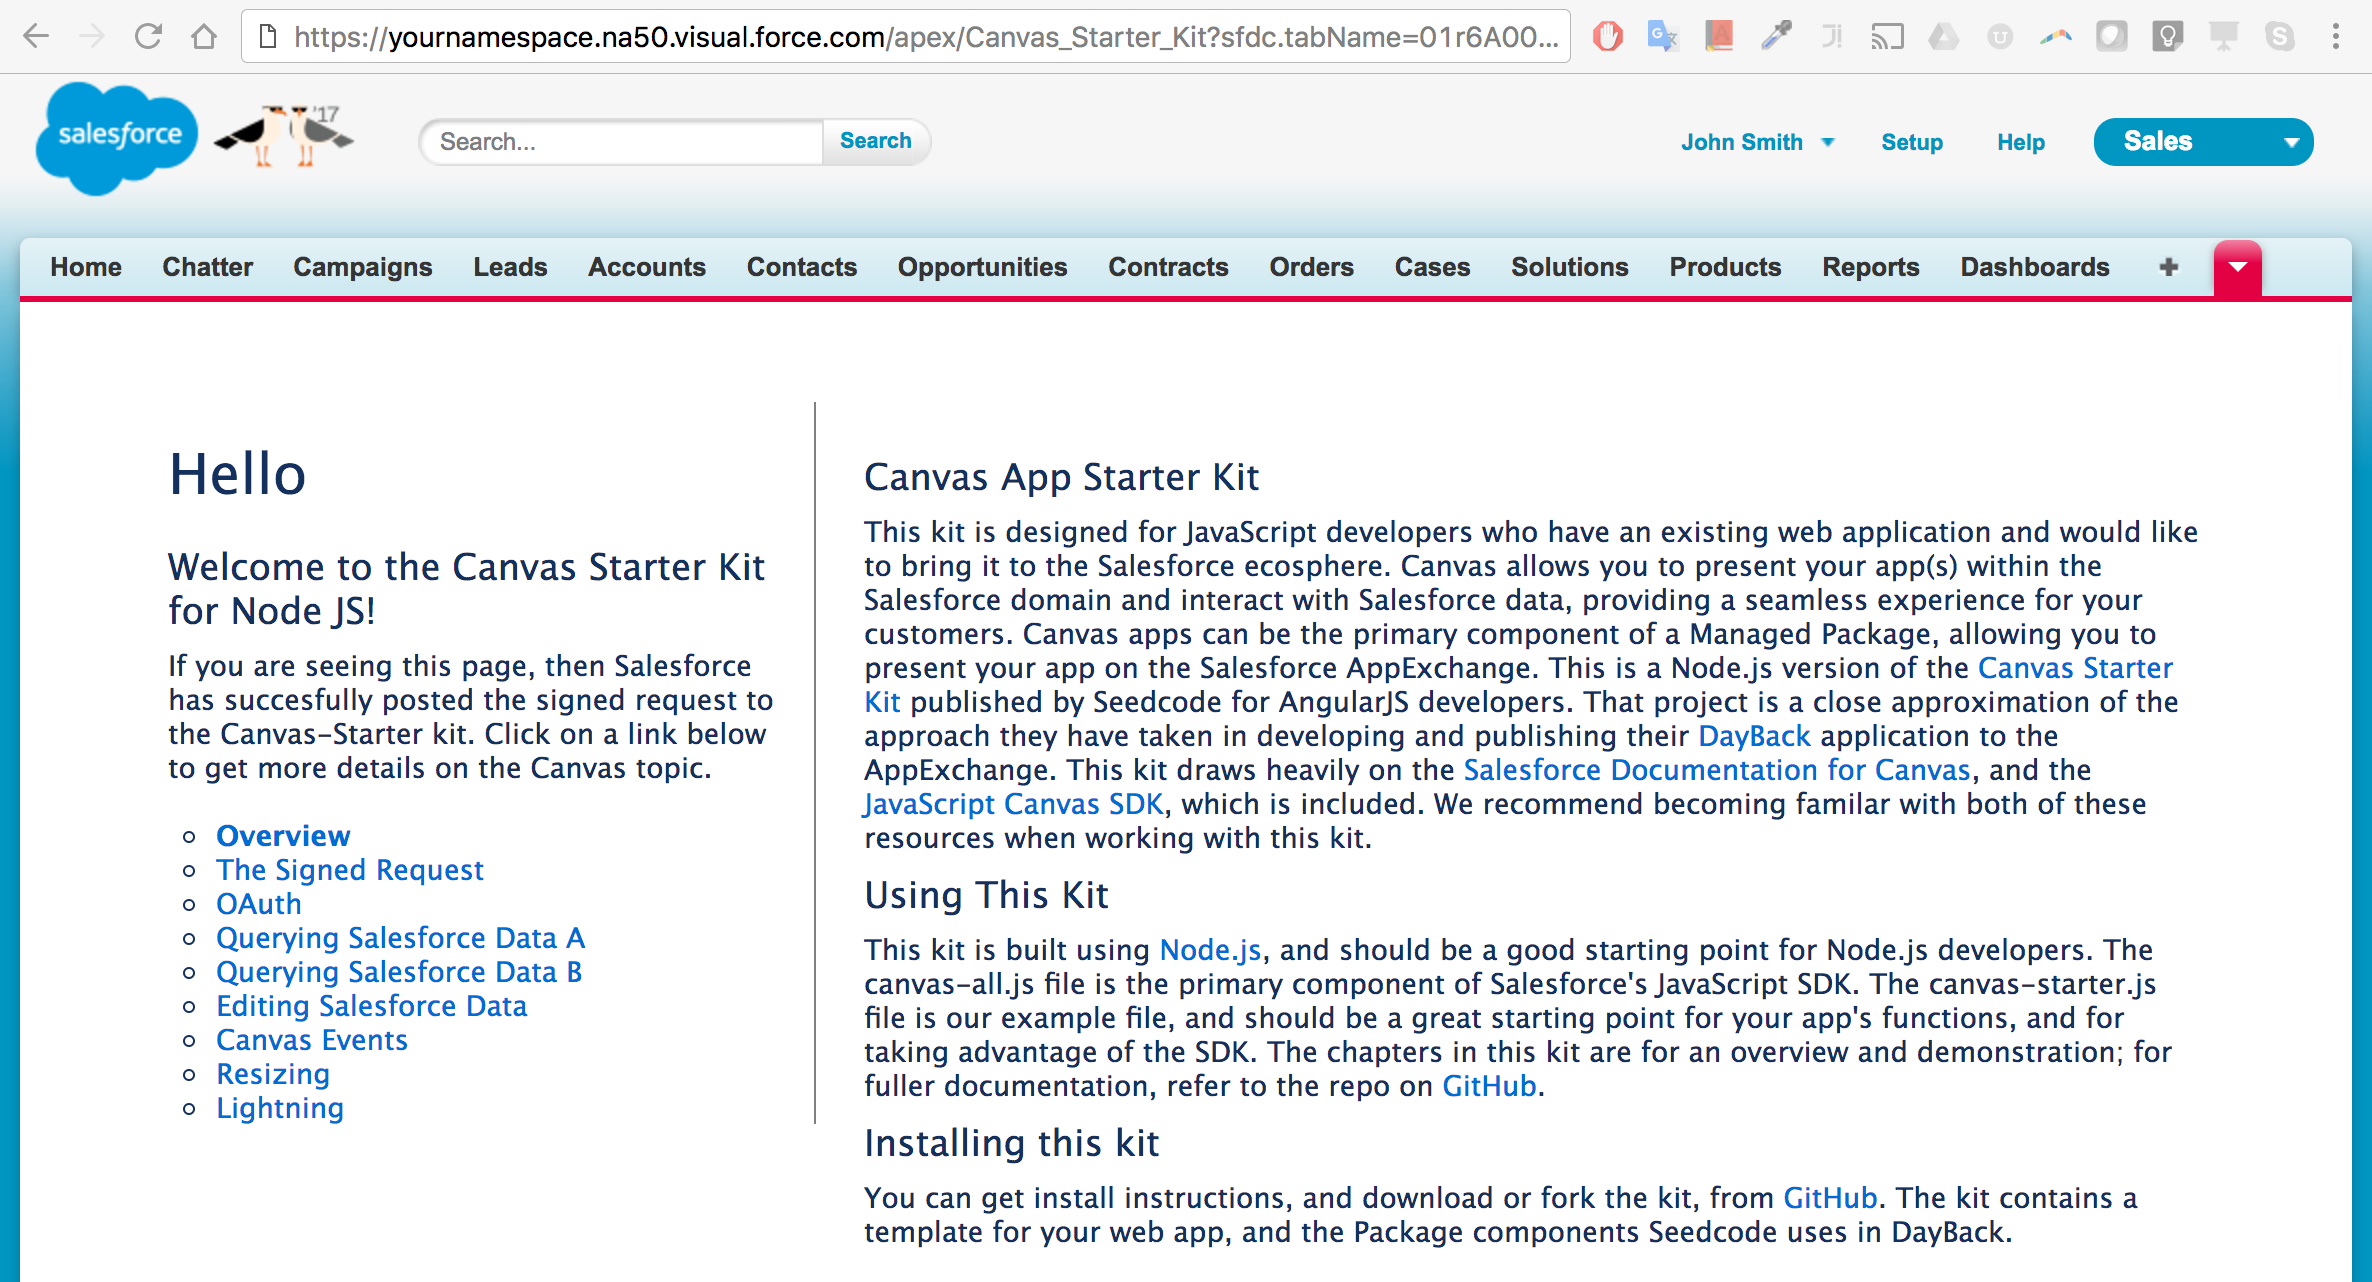 https://yournamespace.na50.visual.force.com/apex/Canvas_Starter_Kit?sfdc.tabName=01r6A00...
salesforce
'17
Search...
Search
John Smith
Setup
Help
Sales
Home
Chatter
Campaigns
Leads
Accounts
Contacts
Opportunities
Contracts
Orders
Cases
Solutions
Products
Reports
Dashboards
Hello
Welcome to the Canvas Starter Kit
for Node JS!
If you are seeing this page, then Salesforce
has succesfully posted the signed request to
the Canvas-Starter kit. Click on a link below
to get more details on the Canvas topic.
Overview
The Signed Request
OAuth
Querying Salesforce Data A
Querying Salesforce Data B
Editing Salesforce Data
Canvas Events
Resizing
Lightning
Canvas App Starter Kit
This kit is designed for JavaScript developers who have an existing web application and would like
to bring it to the Salesforce ecosphere. Canvas allows you to present your app(s) within the
Salesforce domain and interact with Salesforce data, providing a seamless experience for your
customers. Canvas apps can be the primary component of a Managed Package, allowing you to
present your app on the Salesforce AppExchange. This is a Node.js version of the Canvas Starter
Kit published by Seedcode for AngularJS developers. That project is a close approximation of the
approach they have taken in developing and publishing their DayBack application to the
AppExchange. This kit draws heavily on the Salesforce Documentation for Canvas, and the
JavaScript Canvas SDK, which is included. We recommend becoming familar with both of these
resources when working with this kit.
Using This Kit
This kit is built using Node.js, and should be a good starting point for Node.js developers. The
canvas-all.js file is the primary component of Salesforce's JavaScript SDK. The canvas-starter.js
file is our example file, and should be a great starting point for your app's functions, and for
taking advantage of the SDK. The chapters in this kit are for an overview and demonstration; for
fuller documentation, refer to the repo on GitHub.
Installing this kit
You can get install instructions, and download or fork the kit, from GitHub. The kit contains a
template for your web app, and the Package components Seedcode uses in DayBack.